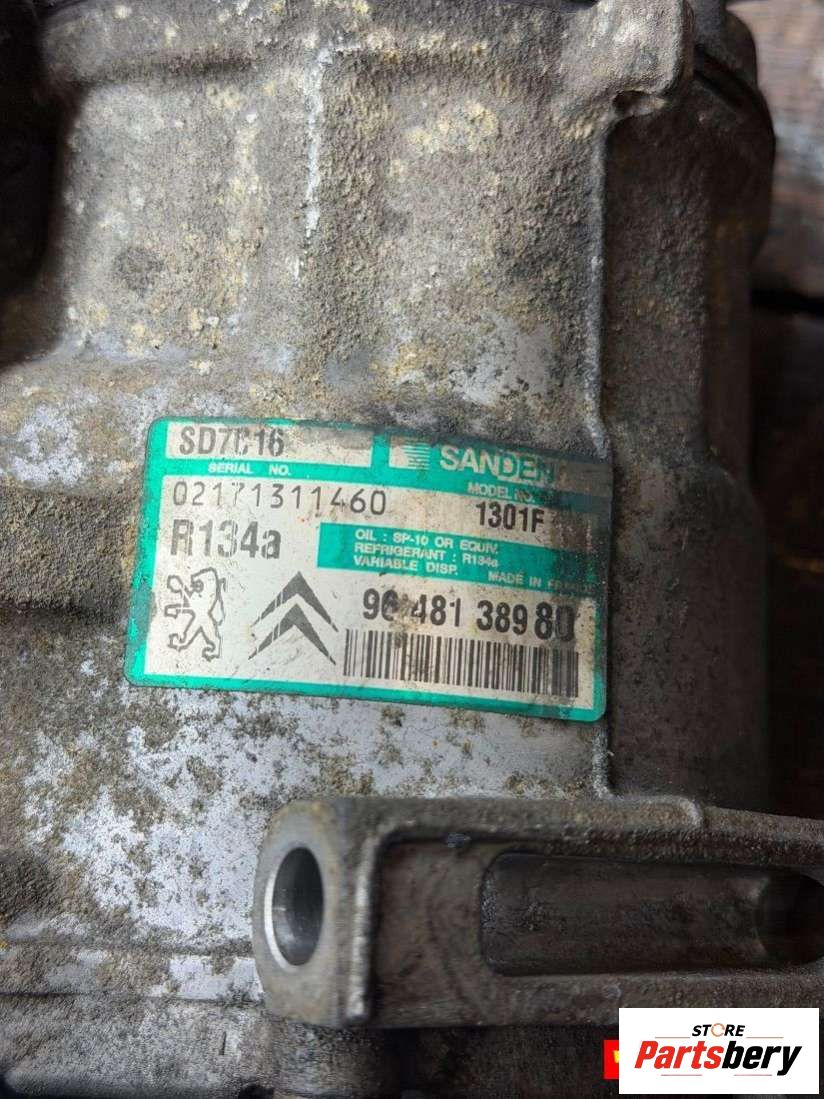 SD7C16
SANDEN
SERIAL NO.
MODEL NO.
02171311460
1301F
R134a
OIL : SP-10 OR EQUIV.
REFRIGERANT : R134a
VARIABLE DISP.
MADE IN FRANCE
96 481 389 80
STORE
Partsbery